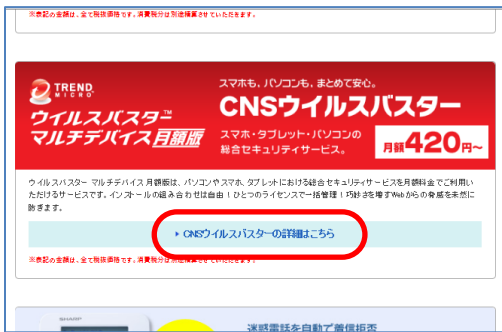 ※表記の金額は、全て税抜価格です。消費税分は別途精算させていただきます。
TREND
MICRO
ウイルスバスター™
マルチデバイス月額版
スマホも、パソコンも、まとめて安心。
CNSウイルスバスター
スマホ・タブレット・パソコンの
総合セキュリティサービス。
月額420円~
ウイルスバスター マルチデバイス月額版は、パソコンやスマホ、タブレットにおける総合セキュリティサービスを月額料金でご利用い
ただけるサービスです。インストールの組み合わせは自由！ひとつのライセンスで一括管理！巧妙さを増すWebからの脅威を未然に
防ぎます。
CNSウイルスバスターの詳細はこちら
※表記の金額は、全て税抜価格です。消費税分は別途精算させていただきます。
SHARP
迷惑電話を自動で着信拒否